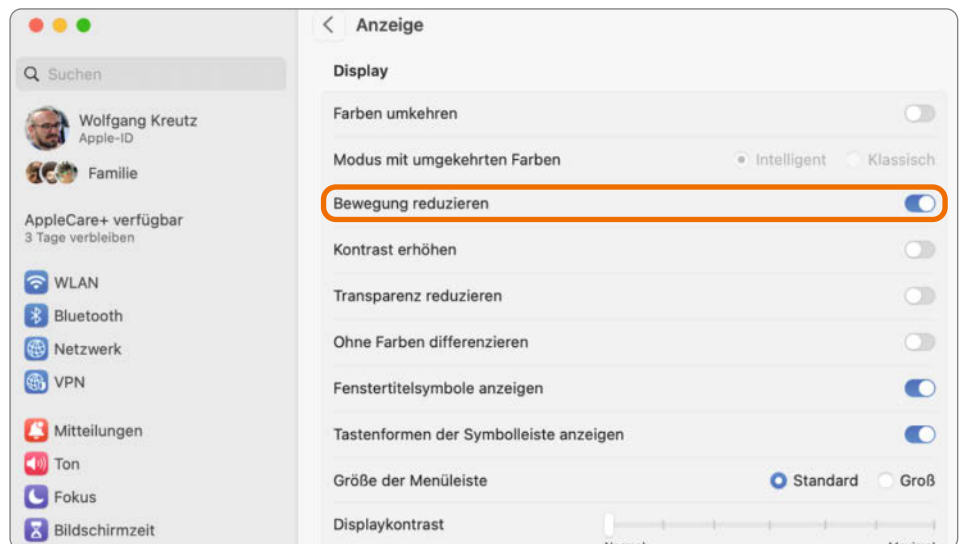 Anzeige
Suchen
Wolfgang Kreutz
Apple-ID
Familie
AppleCare+ verfügbar
3 Tage verbleiben
WLAN
Bluetooth
Netzwerk
VPN
Mitteilungen
Ton
Fokus
Bildschirmzeit
Display
Farben umkehren
Modus mit umgekehrten Farben Intelligent Klassisch
Bewegung reduzieren
Kontrast erhöhen
Transparenz reduzieren
Ohne Farben differenzieren
Fenstertitelsymbole anzeigen
Tastenformen der Symbolleiste anzeigen
Größe der Menüleiste Standard Groß
Displaykontrast